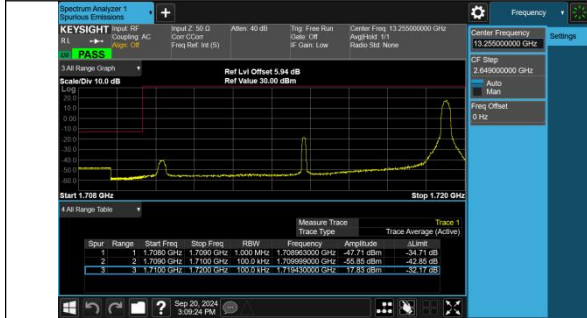 Spectrum Analyzer 1
Spurious Emissions
Frequency
KEYSIGHT Input: RF Input Z: 50 Ω Atten: 40 dB Trig: Free Run Center Freq: 13.255000000 GHz
RL Coupling: AC Corr CCorr Gate: Off Avg|Hold: 1/1
Align: Off Freq Ref: Int (S) IF Gain: Low Radio Std: None
PASS
Center Frequency
13.255000000 GHz
Settings
CF Step
2.649000000 GHz
Auto
Man
Freq Offset
0 Hz
3 All Range Graph
Ref Lvl Offset 5.94 dB
Scale/Div 10.0 dB Ref Value 30.00 dBm
Log
20.0
10.0
0.00
-10.0
-20.0
-30.0
-40.0
-50.0
-60.0
Start 1.708 GHz Stop 1.720 GHz
4 All Range Table
Measure Trace Trace 1
Trace Type Trace Average (Active)
Spur Range Start Freq Stop Freq RBW Frequency Amplitude ΔLimit
1 1 1.7080 GHz 1.7090 GHz 1.000 MHz 1.708963000 GHz -47.71 dBm -34.71 dB
2 2 1.7090 GHz 1.7100 GHz 100.0 kHz 1.709999000 GHz -55.85 dBm -42.85 dB
3 3 1.7100 GHz 1.7200 GHz 100.0 kHz 1.719430000 GHz 17.83 dBm -32.17 dB
Sep 20, 2024
3:09:24 PM